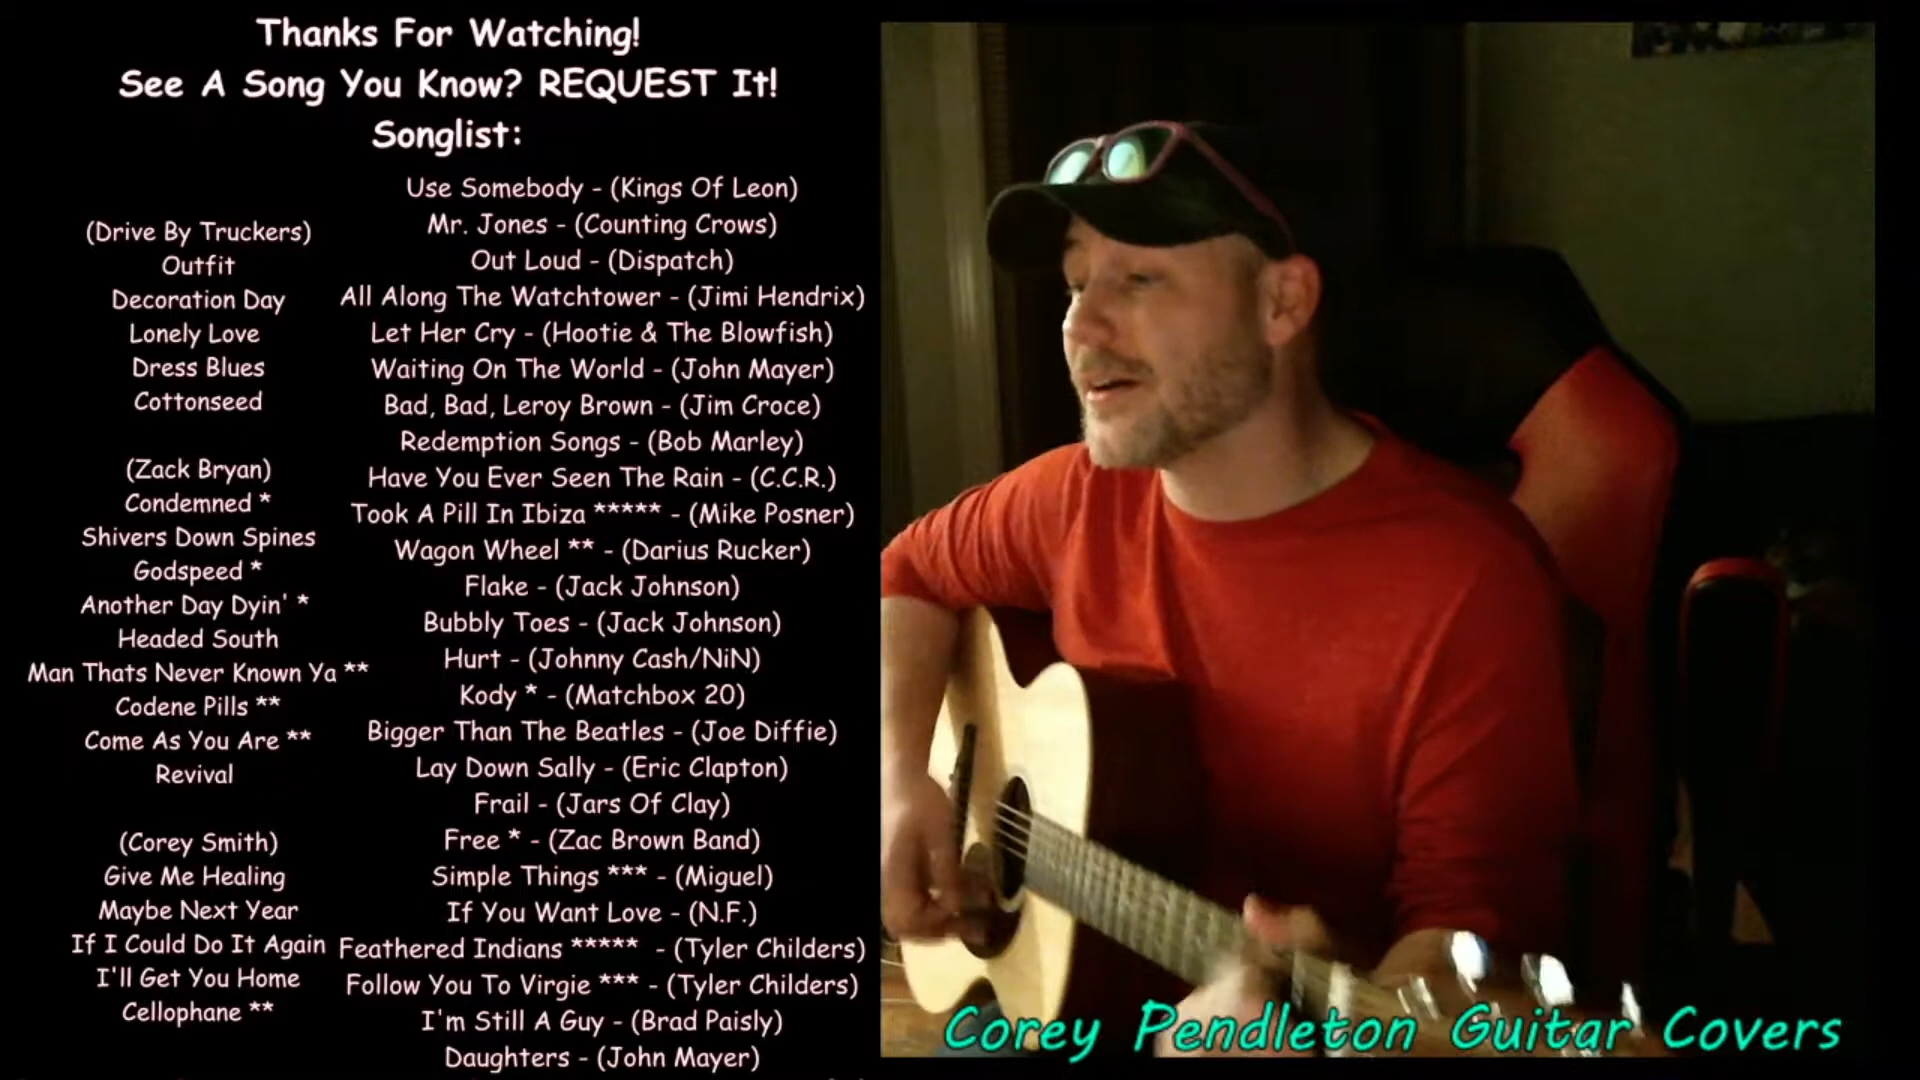 Thanks For Watching!
See A Song You Know? REQUEST It!
Songlist:
(Drive By Truckers)
Outfit
Decoration Day
Lonely Love
Dress Blues
Cottonseed
(Zack Bryan)
Condemned *
Shivers Down Spines
Godspeed *
Another Day Dyin' *
Headed South
Man Thats Never Known Ya **
Codene Pills **
Come As You Are **
Revival
(Corey Smith)
Give Me Healing
Maybe Next Year
If I Could Do It Again
I'll Get You Home
Cellophane **
Use Somebody - (Kings Of Leon)
Mr. Jones - (Counting Crows)
Out Loud - (Dispatch)
All Along The Watchtower - (Jimi Hendrix)
Let Her Cry - (Hootie & The Blowfish)
Waiting On The World - (John Mayer)
Bad, Bad, Leroy Brown - (Jim Croce)
Redemption Songs - (Bob Marley)
Have You Ever Seen The Rain - (C.C.R.)
Took A Pill In Ibiza ***** - (Mike Posner)
Wagon Wheel ** - (Darius Rucker)
Flake - (Jack Johnson)
Bubbly Toes - (Jack Johnson)
Hurt - (Johnny Cash/NiN)
Kody * - (Matchbox 20)
Bigger Than The Beatles - (Joe Diffie)
Lay Down Sally - (Eric Clapton)
Frail - (Jars Of Clay)
Free * - (Zac Brown Band)
Simple Things *** - (Miguel)
If You Want Love - (N.F.)
Feathered Indians ***** - (Tyler Childers)
Follow You To Virgie *** - (Tyler Childers)
I'm Still A Guy - (Brad Paisly)
Daughters - (John Mayer)
Corey Pendleton Guitar Covers